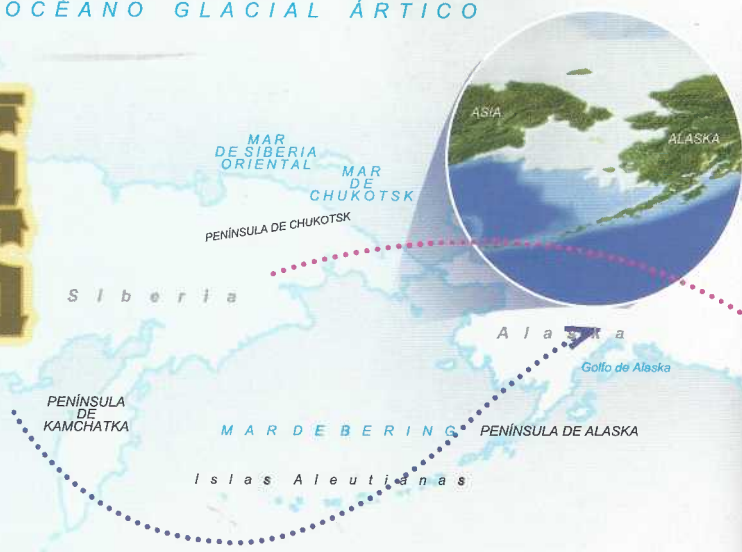 OCÉANO GLACIAL ÁRTICO
ASIA
ALASKA
MAR
DE SIBERIA
ORIENTAL
MAR
DE
CHUKOTSK
PENÍNSULA DE CHUKOTSK
Siberia
Alaska
Golfo de Alaska
PENÍNSULA
DE
KAMCHATKA
MAR DE BERING
PENÍNSULA DE ALASKA
Islas Aleutianas